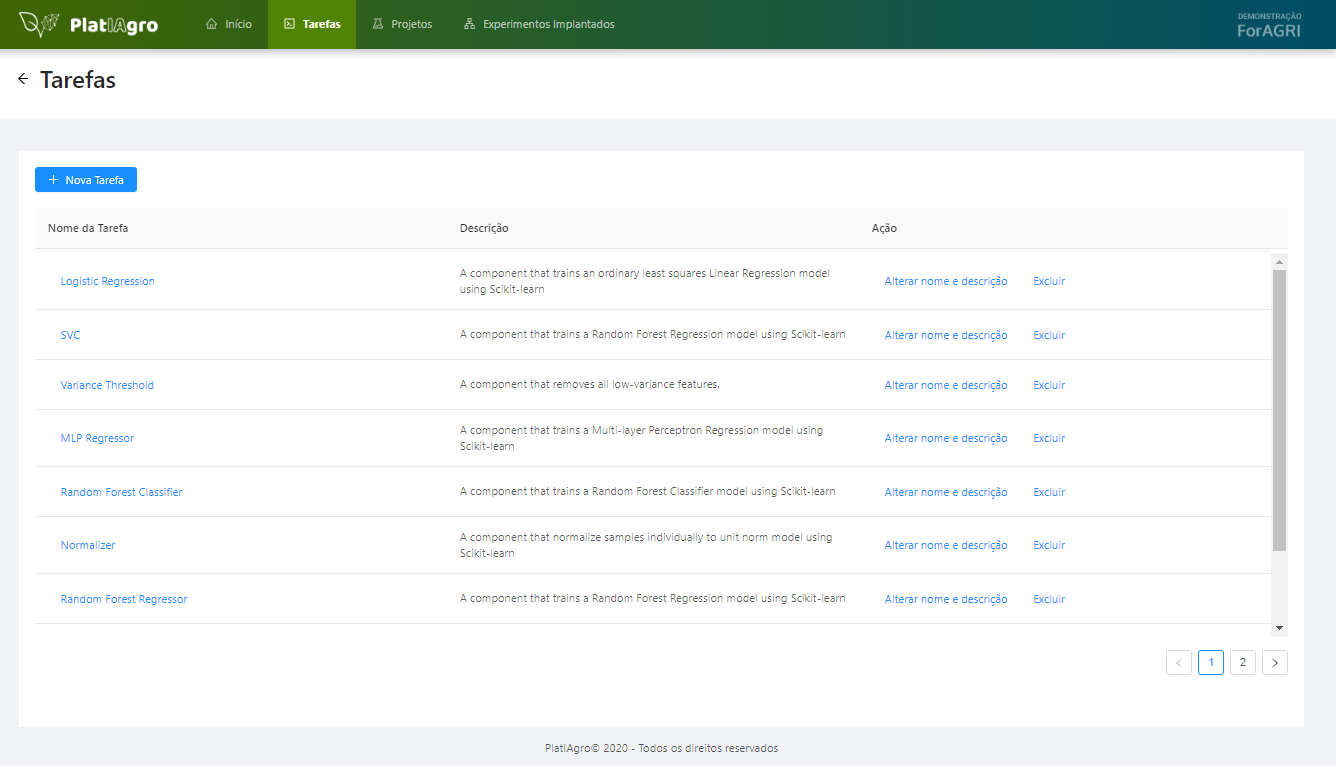 PlatIAgro Início Tarefas Projetos Experimentos Implantados DEMONSTRAÇÃO
ForAGRI
Tarefas
Nova Tarefa
Nome da Tarefa Descrição Ação
Logistic Regression A component that trains an ordinary least squares Linear Regression model
using Scikit-learn Alterar nome e descrição Excluir
SVC A component that trains a Random Forest Regression model using Scikit-learn Alterar nome e descrição Excluir
Variance Threshold A component that removes all low-variance features. Alterar nome e descrição Excluir
MLP Regressor A component that trains a Multi-layer Perceptron Regression model using
Scikit-learn Alterar nome e descrição Excluir
Random Forest Classifier A component that trains a Random Forest Classifier model using Scikit-learn Alterar nome e descrição Excluir
Normalizer A component that normalize samples individually to unit norm model using
Scikit-learn Alterar nome e descrição Excluir
Random Forest Regressor A component that trains a Random Forest Regression model using Scikit-learn Alterar nome e descrição Excluir
< 1 2 >
PlatIAgro© 2020 - Todos os direitos reservados